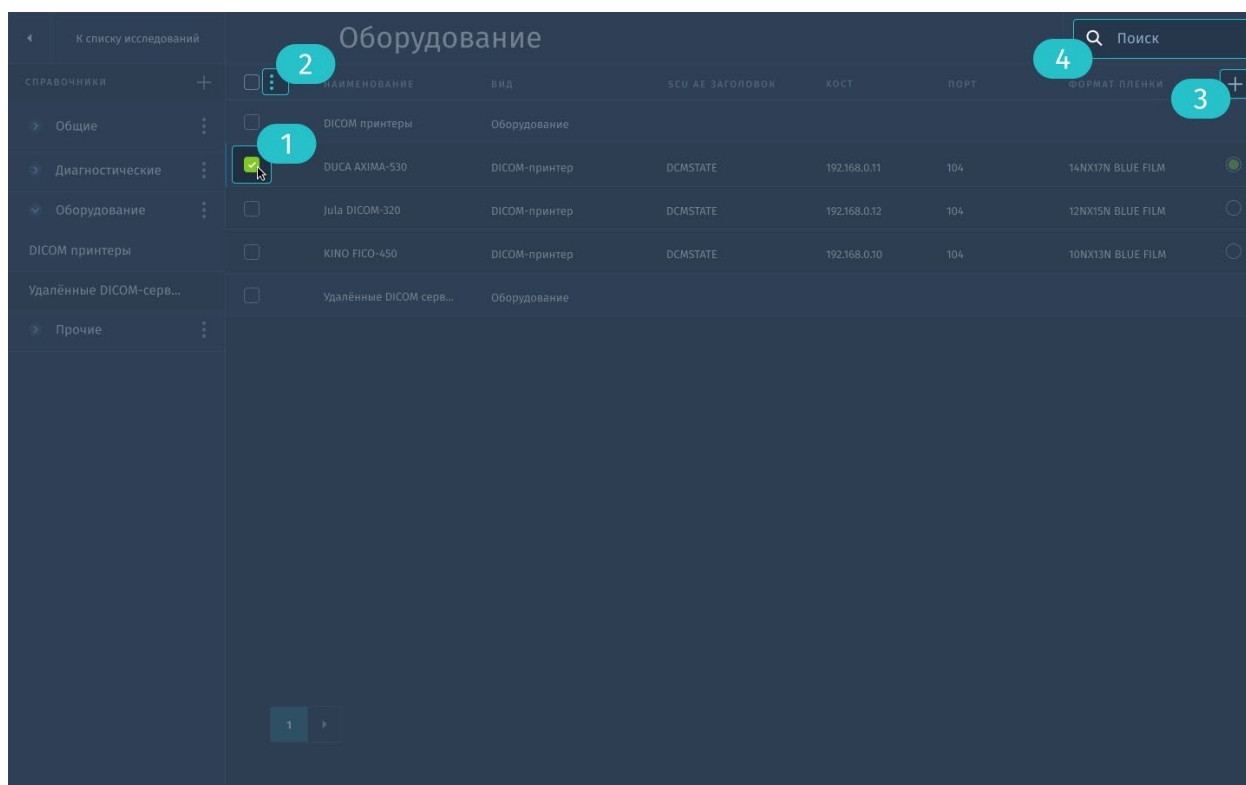 К списку исследований
Оборудование
Поиск
4
2
СПРАВОЧНИКИ
НАИМЕНОВАНИЕ ВИД SCU AE ЗАГОЛОВОК ХОСТ ПОРТ ФОРМАТ ПЛЕНКИ
3
Общие
DICOM принтеры Оборудование
1
Диагностические
DUCA AXIMA-530 DICOM-принтер DCMSTATE 192.168.0.11 104 14NX17N BLUE FILM
Оборудование
Jula DICOM-320 DICOM-принтер DCMSTATE 192.168.0.12 104 12NX15N BLUE FILM
DICOM принтеры
KINO FICO-450 DICOM-принтер DCMSTATE 192.168.0.10 104 10NX13N BLUE FILM
Удалённые DICOM-серв...
Удалённые DICOM серв... Оборудование
Прочие
1